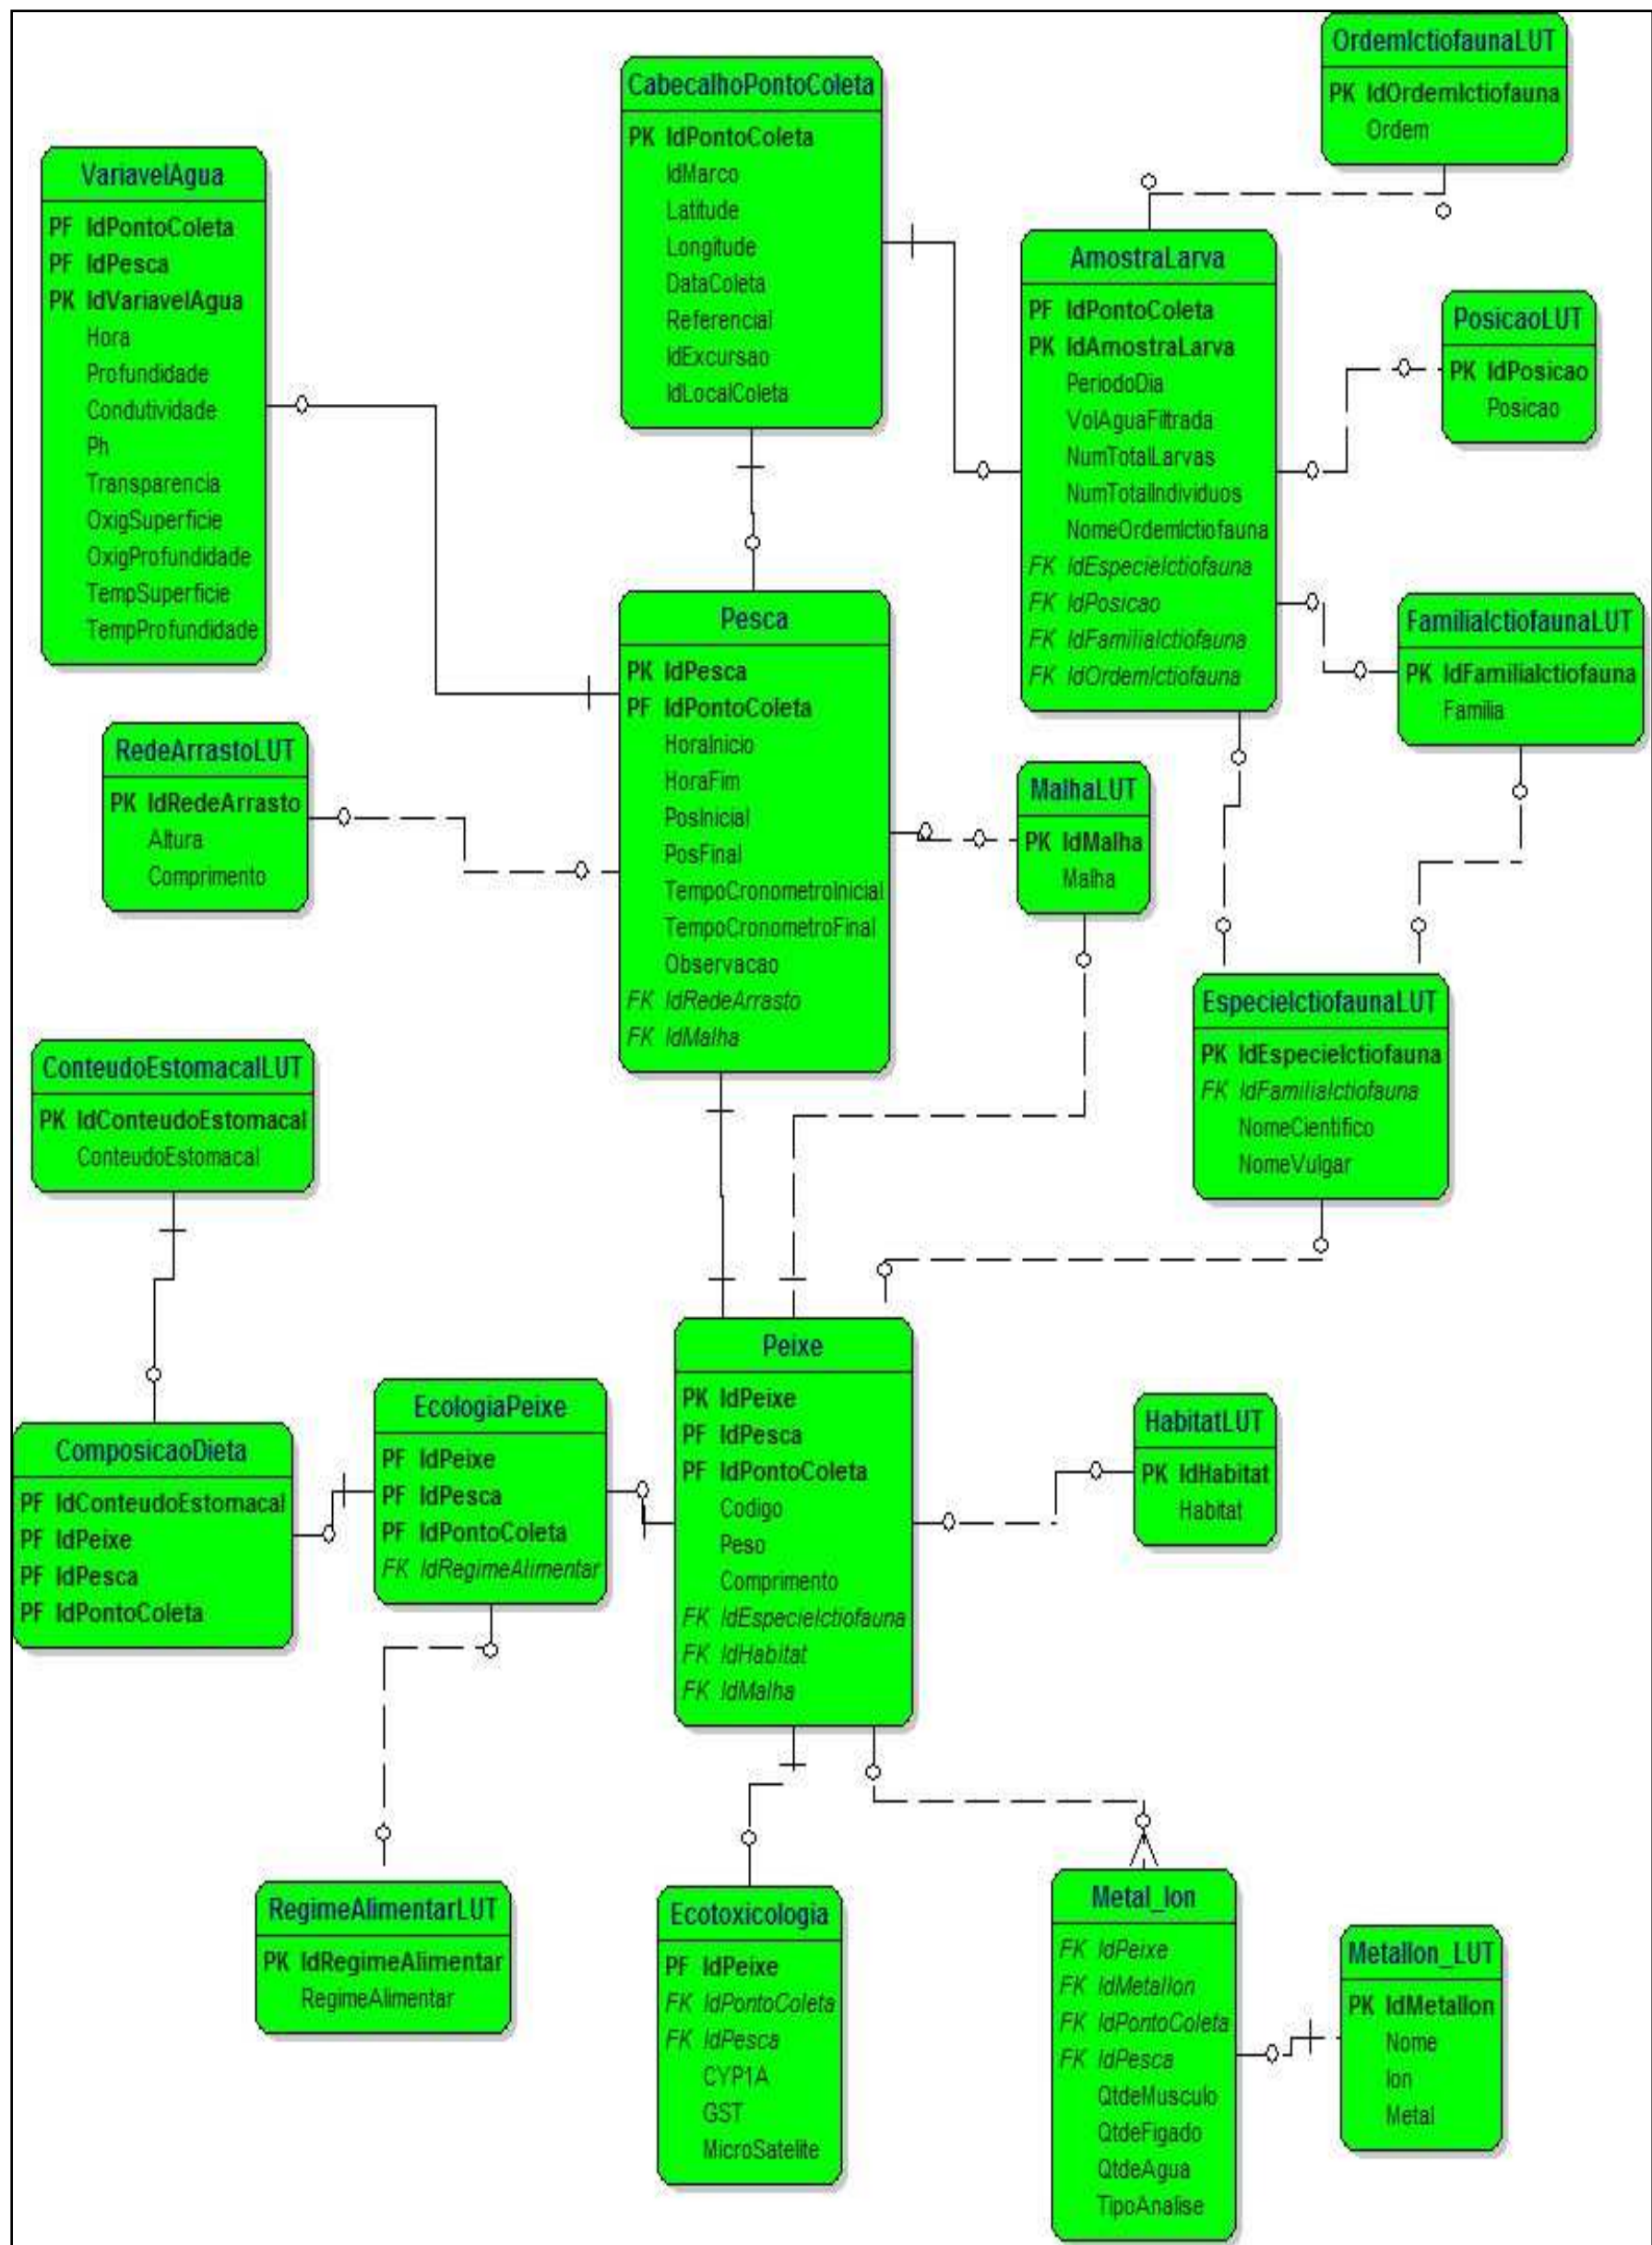 OrdemIctiofaunaLUT
PK IdOrdemIctiofauna
Ordem
CabecalhoPontoColeta
PK IdPontoColeta
IdMarco
Latitude
Longitude
DataColeta
Referencial
IdExcursao
IdLocalColeta
VariavelAgua
PF IdPontoColeta
PF IdPesca
PK IdVariavelAgua
Hora
Profundidade
Condutividade
Ph
Transparencia
OxigSuperficie
OxigProfundidade
TempSuperficie
TempProfundidade
AmostraLarva
PF IdPontoColeta
PK IdAmostraLarva
PeriodoDia
VolAguaFiltrada
NumTotalLarvas
NumTotalIndividuos
NomeOrdemIctiofauna
FK IdEspecieIctiofauna
FK IdPosicao
FK IdFamiliaIctiofauna
FK IdOrdemIctiofauna
PosicaoLUT
PK IdPosicao
Posicao
FamiliaIctiofaunaLUT
PK IdFamiliaIctiofauna
Familia
Pesca
PK IdPesca
PF IdPontoColeta
HoraInicio
HoraFim
PosInicial
PosFinal
TempoCronometroInicial
TempoCronometroFinal
Observacao
FK IdRedeArrasto
FK IdMalha
RedeArrastoLUT
PK IdRedeArrasto
Altura
Comprimento
MalhaLUT
PK IdMalha
Malha
EspecieIctiofaunaLUT
PK IdEspecieIctiofauna
FK IdFamiliaIctiofauna
NomeCientifico
NomeVulgar
ConteudoEstomacalLUT
PK IdConteudoEstomacal
ConteudoEstomacal
Peixe
PK IdPeixe
PF IdPesca
PF IdPontoColeta
Codigo
Peso
Comprimento
FK IdEspecieIctiofauna
FK IdHabitat
FK IdMalha
EcologiaPeixe
PF IdPeixe
PF IdPesca
PF IdPontoColeta
FK IdRegimeAlimentar
ComposicaoDieta
PF IdConteudoEstomacal
PF IdPeixe
PF IdPesca
PF IdPontoColeta
HabitatLUT
PK IdHabitat
Habitat
RegimeAlimentarLUT
PK IdRegimeAlimentar
RegimeAlimentar
Ecotoxicologia
PF IdPeixe
FK IdPontoColeta
FK IdPesca
CYP1A
GST
MicroSatelite
Metal_Ion
FK IdPeixe
FK IdMetalIon
FK IdPontoColeta
FK IdPesca
QtdeMusculo
QtdeFigado
QtdeAgua
TipoAnalise
MetalIon_LUT
PK IdMetalIon
Nome
Ion
Metal